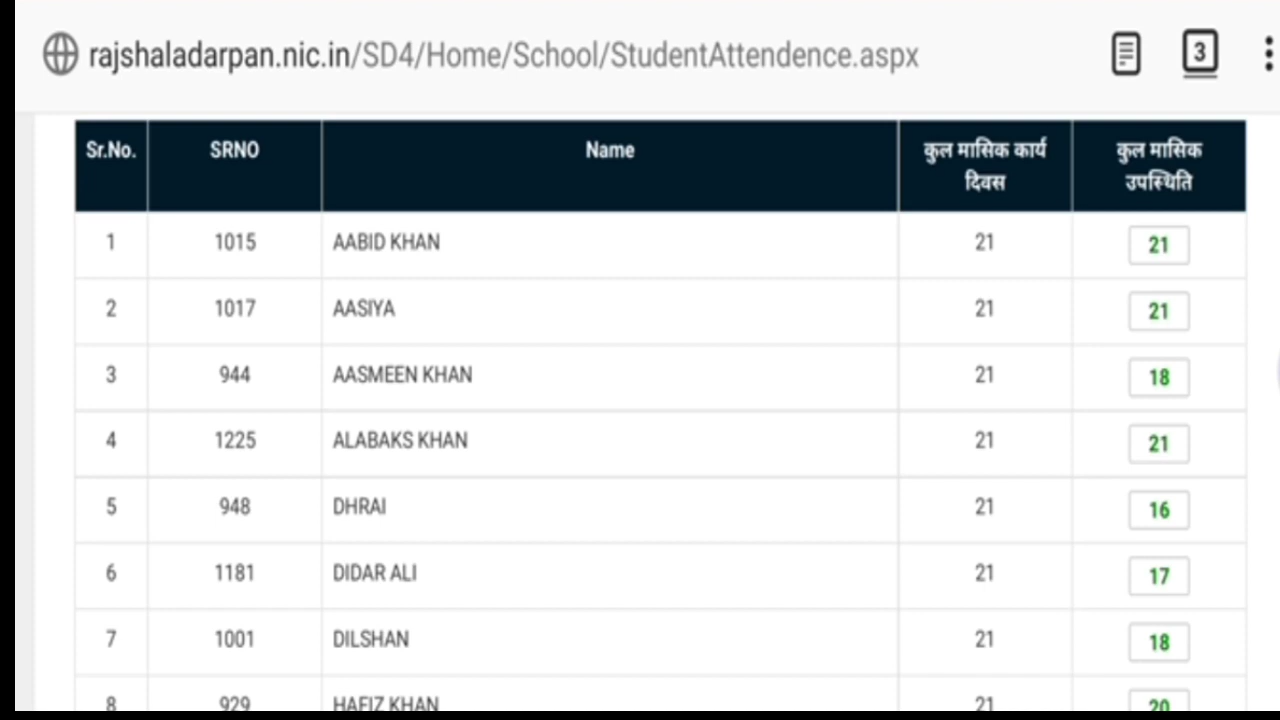 rajshaladarpan.nic.in/SD4/Home/School/StudentAttendence.aspx 3
Sr.No. SRNO Name कुल मासिक कार्य दिवस कुल मासिक उपस्थिति
1 1015 AABID KHAN 21 21
2 1017 AASIYA 21 21
3 944 AASMEEN KHAN 21 18
4 1225 ALABAKS KHAN 21 21
5 948 DHRAI 21 16
6 1181 DIDAR ALI 21 17
7 1001 DILSHAN 21 18
8 929 HAFIZ KHAN 21 20